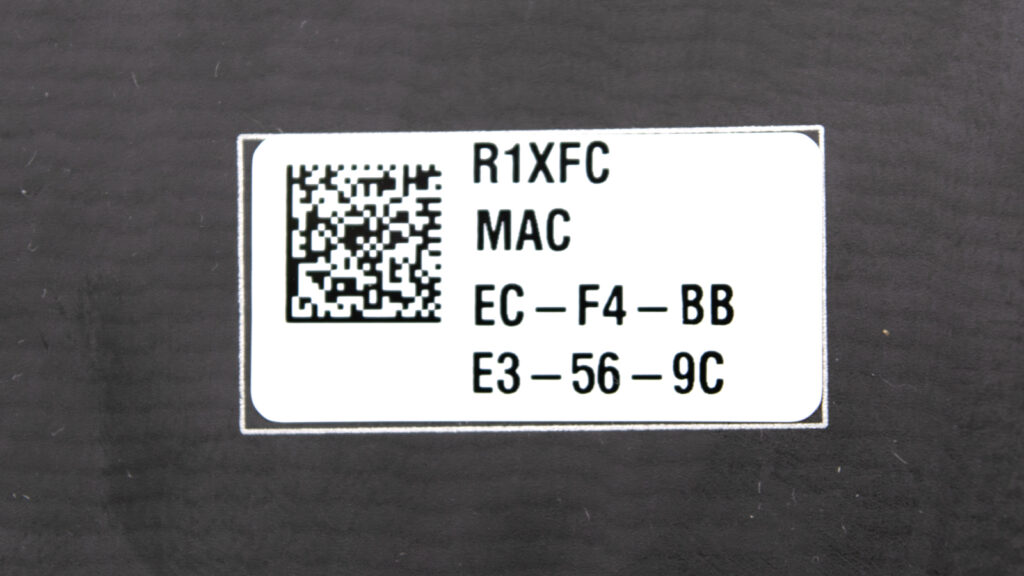 R1XFC
MAC
EC – F4 – BB
E3 – 56 – 9C